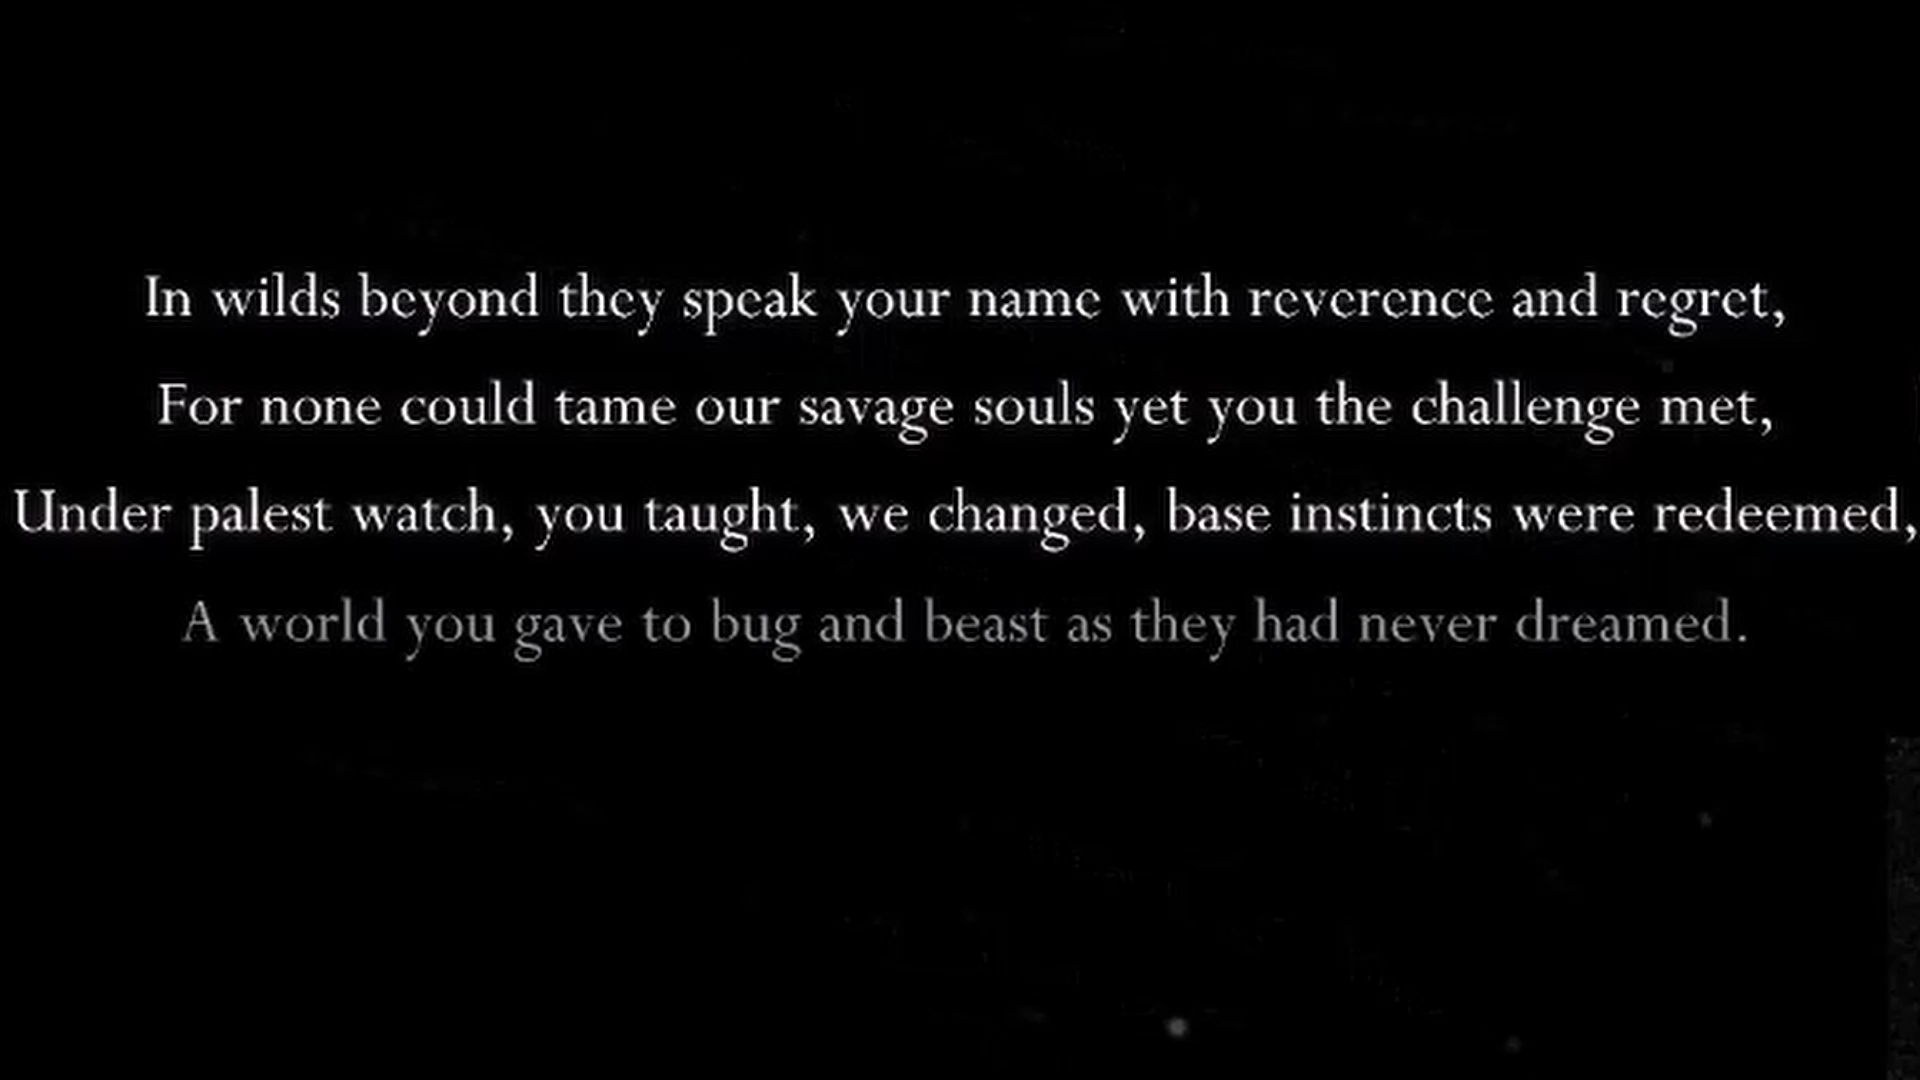 In wilds beyond they speak your name with reverence and regret,
For none could tame our savage souls yet you the challenge met,
Under palest watch, you taught, we changed, base instincts were redeemed,
A world you gave to bug and beast as they had never dreamed.